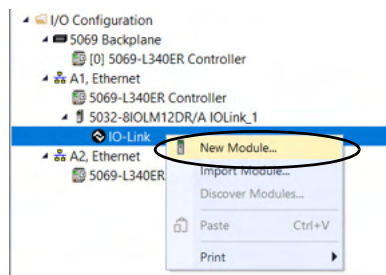 I/O Configuration
5069 Backplane
[0] 5069-L340ER Controller
A1, Ethernet
5069-L340ER Controller
5032-8IOLM12DR/A IOLink_1
IO-Link
New Module...
Import Module...
A2, Ethernet
Discover Modules...
5069-L340ER
Paste Ctrl+V
Print